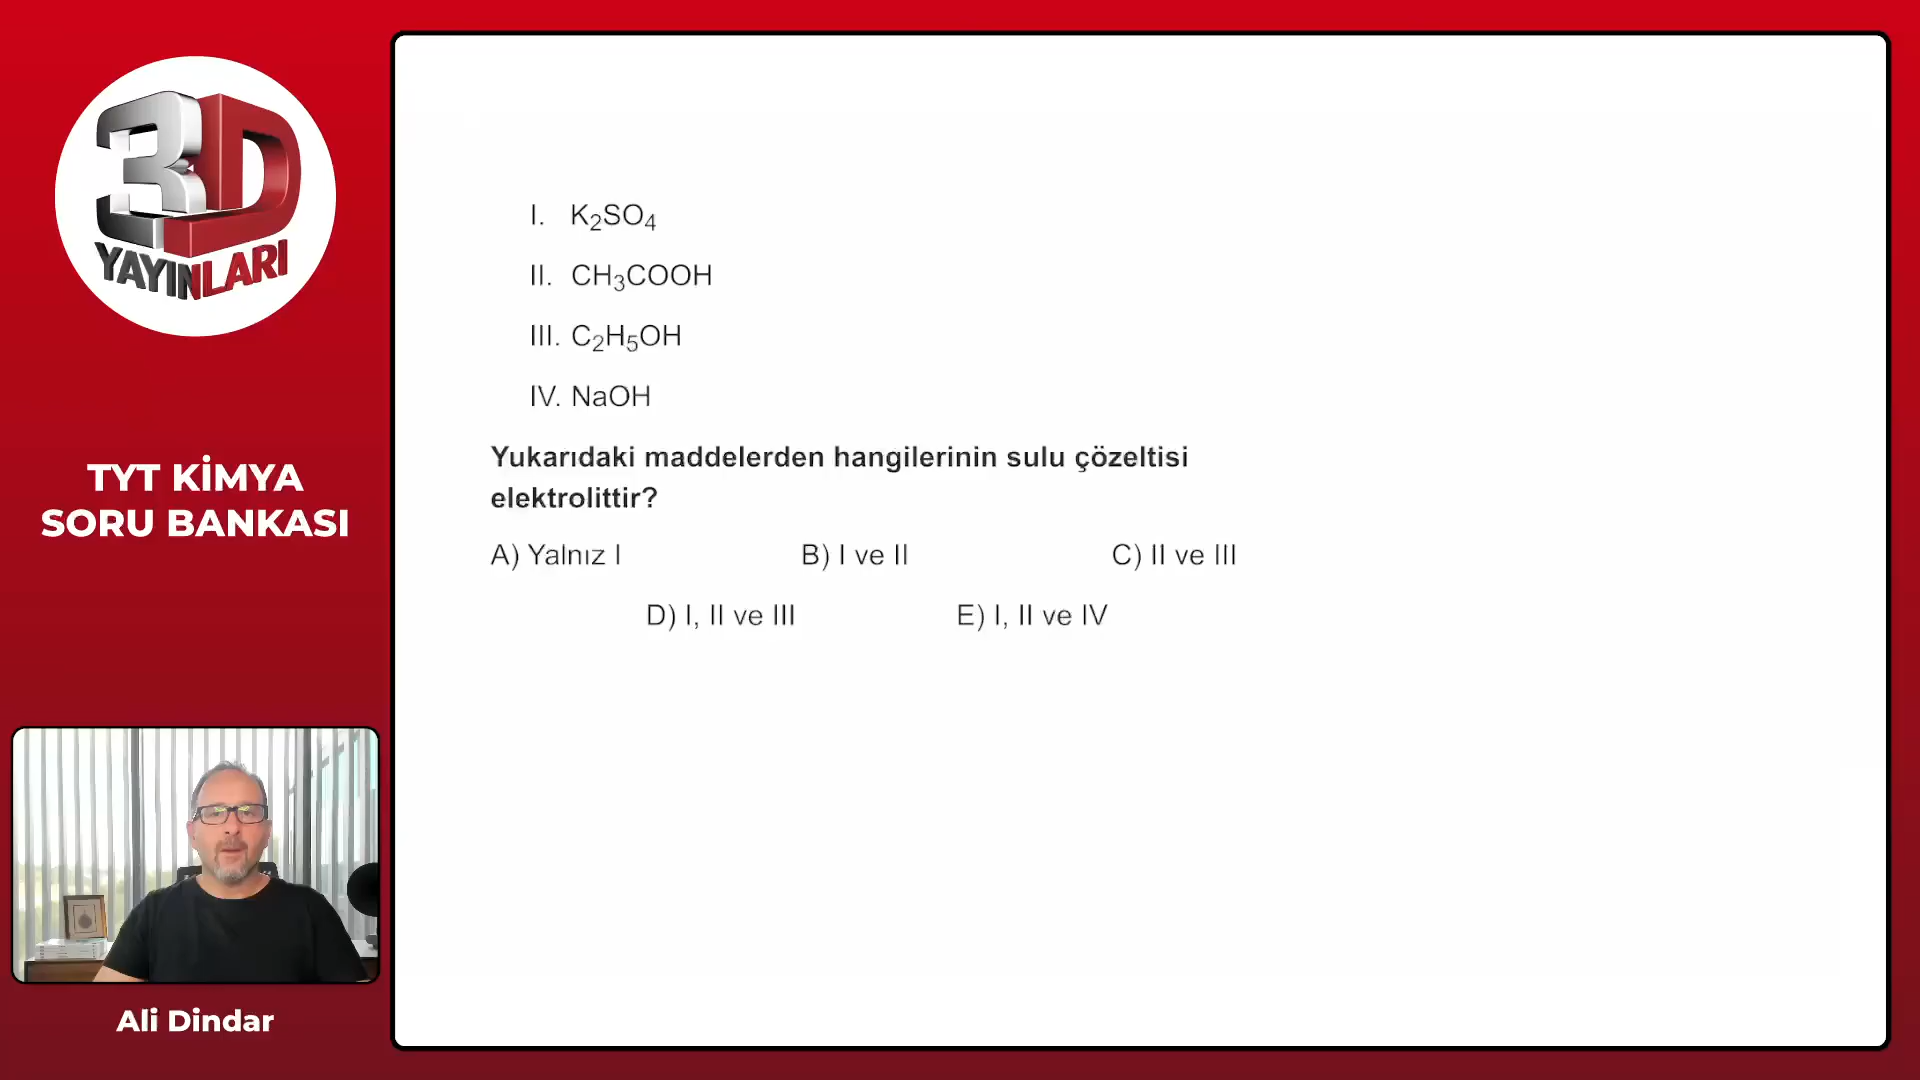 3D
YAYINLARI
TYT KİMYA
SORU BANKASI
Ali Dindar
I. K₂SO₄
II. CH₃COOH
III. C₂H₅OH
IV. NaOH
Yukarıdaki maddelerden hangilerinin sulu çözeltisi
elektrolittir?
A) Yalnız I B) I ve II C) II ve III
D) I, II ve III E) I, II ve IV